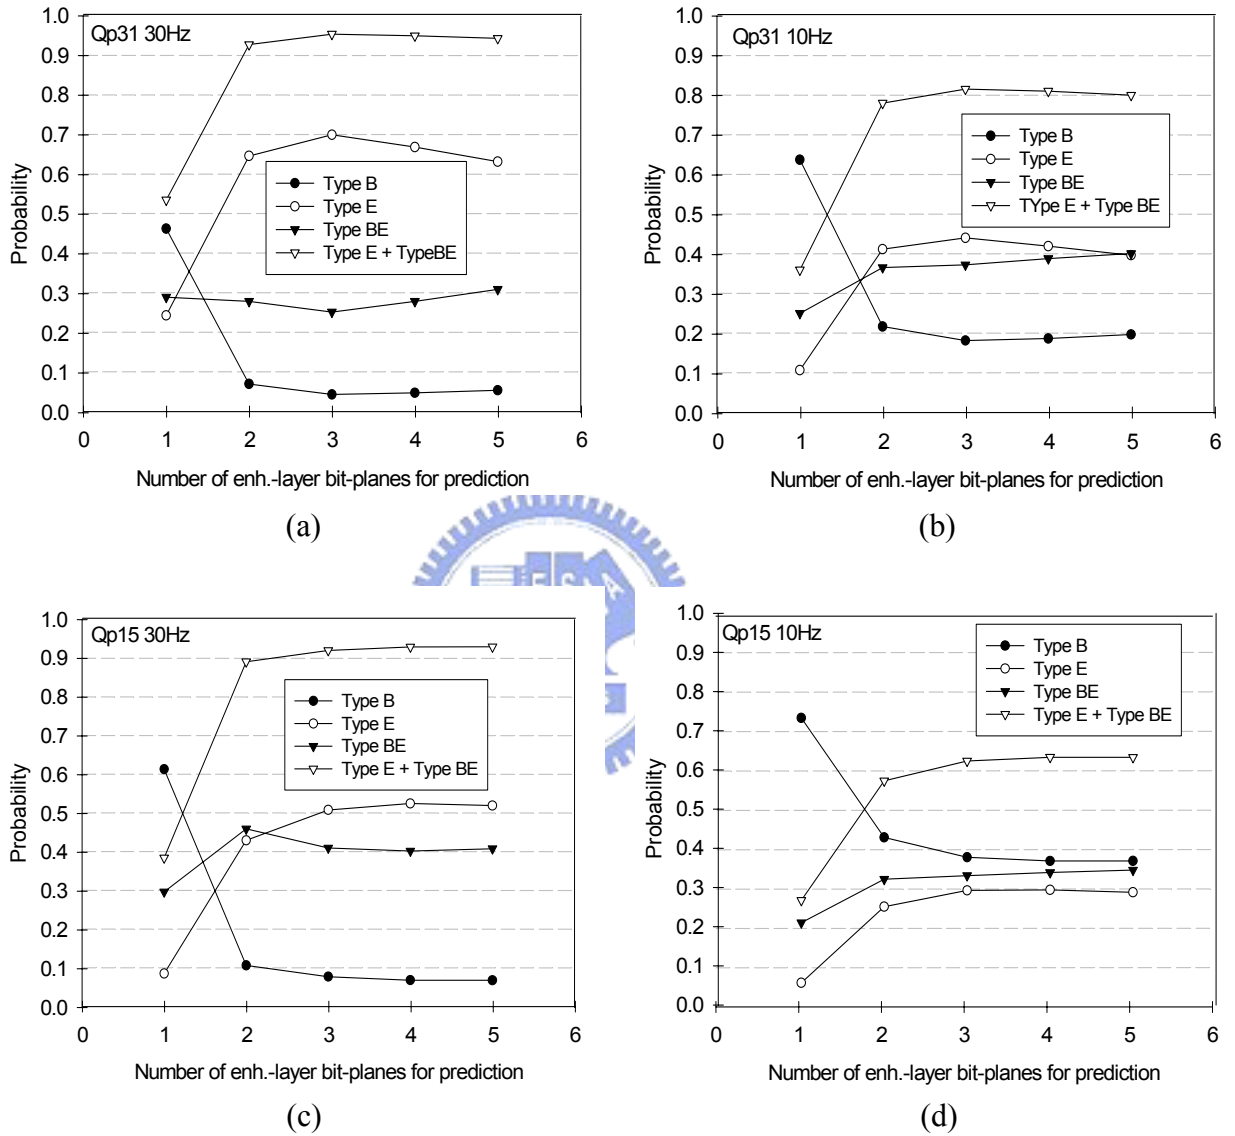 Qp31 30Hz
Probability
1.0
0.9
0.8
0.7
0.6
0.5
0.4
0.3
0.2
0.1
0.0
Type B
Type E
Type BE
Type E + TypeBE
0 1 2 3 4 5 6
Number of enh.-layer bit-planes for prediction
(a)
Qp31 10Hz
Probability
1.0
0.9
0.8
0.7
0.6
0.5
0.4
0.3
0.2
0.1
0.0
Type B
Type E
Type BE
TYpe E + Type BE
0 1 2 3 4 5 6
Number of enh.-layer bit-planes for prediction
(b)
Qp15 30Hz
Probability
1.0
0.9
0.8
0.7
0.6
0.5
0.4
0.3
0.2
0.1
0.0
Type B
Type E
Type BE
Type E + Type BE
0 1 2 3 4 5 6
Number of enh.-layer bit-planes for prediction
(c)
Qp15 10Hz
Probability
1.0
0.9
0.8
0.7
0.6
0.5
0.4
0.3
0.2
0.1
0.0
Type B
Type E
Type BE
Type E + Type BE
0 1 2 3 4 5 6
Number of enh.-layer bit-planes for prediction
(d)